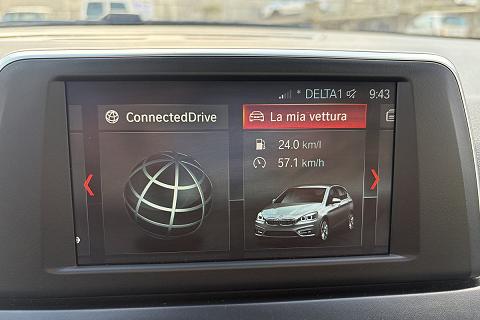 * DELTA1 9:43
ConnectedDrive
La mia vettura
24.0 km/l
57.1 km/h